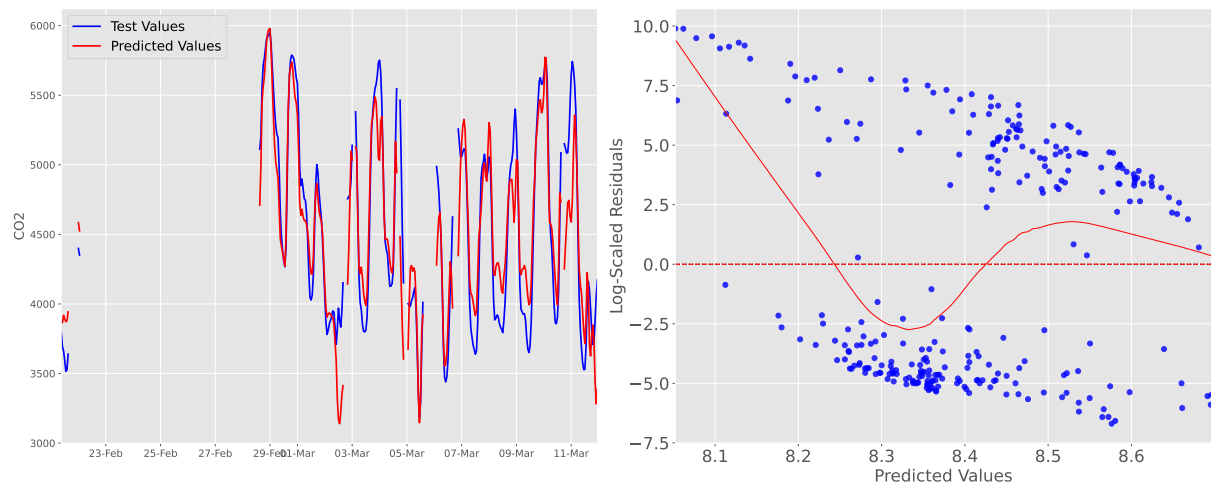 6000
5500
5000
4500
4000
3500
3000
CO2
Test Values
Predicted Values
23-Feb 25-Feb 27-Feb 29-Feb 01-Mar 03-Mar 05-Mar 07-Mar 09-Mar 11-Mar
10.0
7.5
5.0
2.5
0.0
−2.5
−5.0
−7.5
Log-Scaled Residuals
8.1 8.2 8.3 8.4 8.5 8.6
Predicted Values